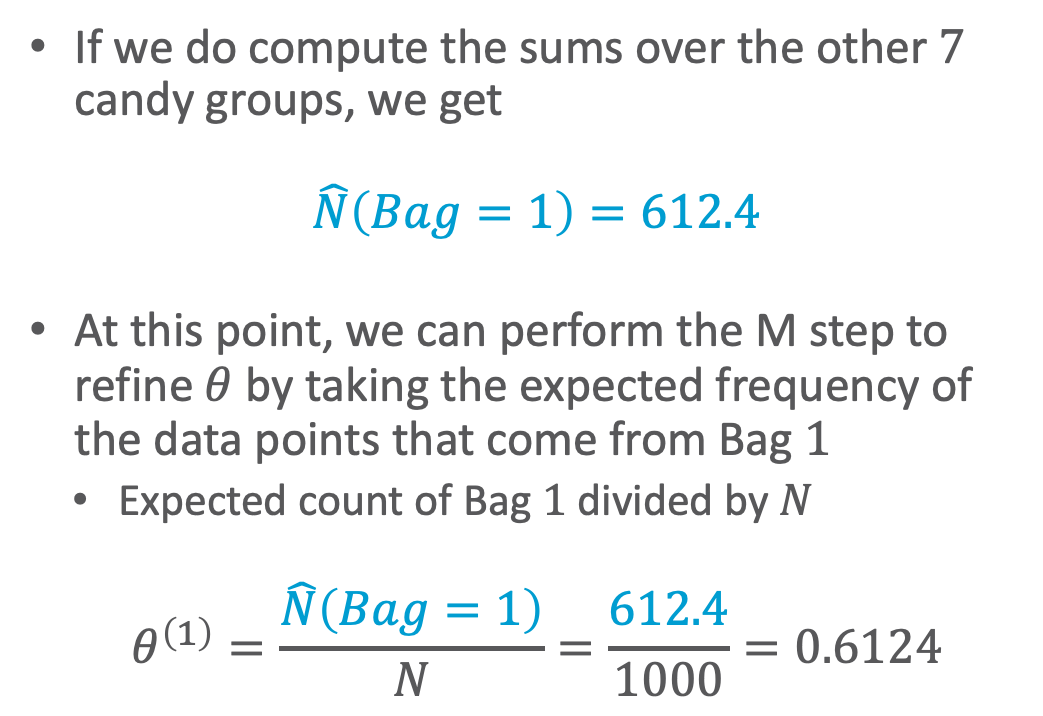 • If we do compute the sums over the other 7
candy groups, we get
N̂(Bag = 1) = 612.4
• At this point, we can perform the M step to
refine θ by taking the expected frequency of
the data points that come from Bag 1
• Expected count of Bag 1 divided by N
θ⁽¹⁾ = N̂(Bag = 1) / N = 612.4 / 1000 = 0.6124